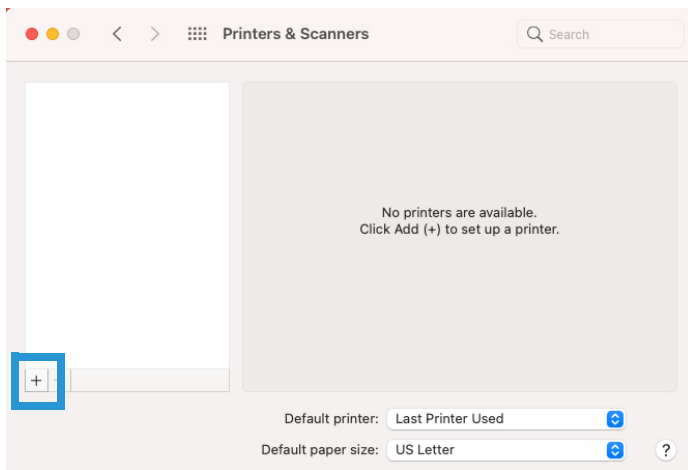 Printers & Scanners
Search
No printers are available.
Click Add (+) to set up a printer.
+
Default printer: Last Printer Used
Default paper size: US Letter
?